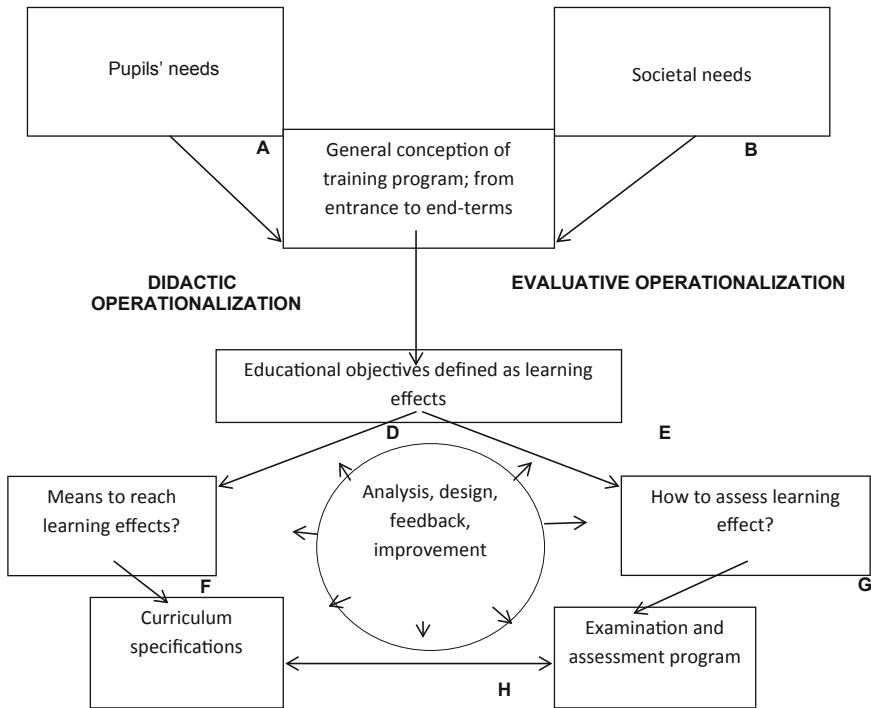 Pupils' needs
Societal needs
A
B
General conception of
training program; from
entrance to end-terms
DIDACTIC
OPERATIONALIZATION
EVALUATIVE OPERATIONALIZATION
Educational objectives defined as learning
effects
D
E
Means to reach
learning effects?
Analysis, design,
feedback,
improvement
How to assess learning
effect?
F
G
Curriculum
specifications
Examination and
assessment program
H